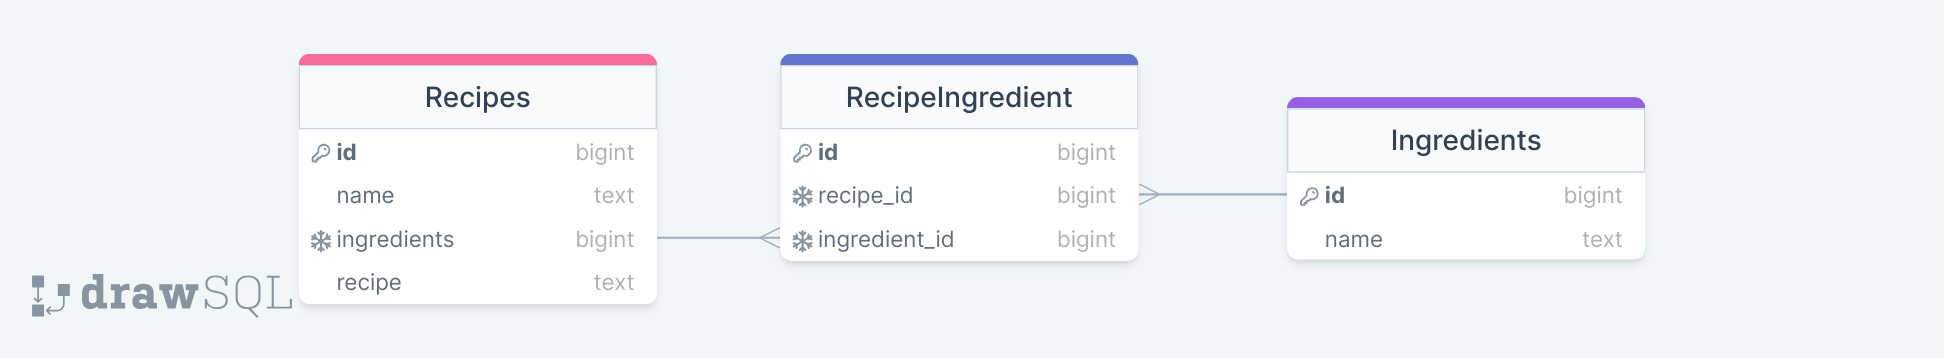 Recipes
id bigint
name text
ingredients bigint
recipe text
RecipeIngredient
id bigint
recipe_id bigint
ingredient_id bigint
Ingredients
id bigint
name text
drawSQL